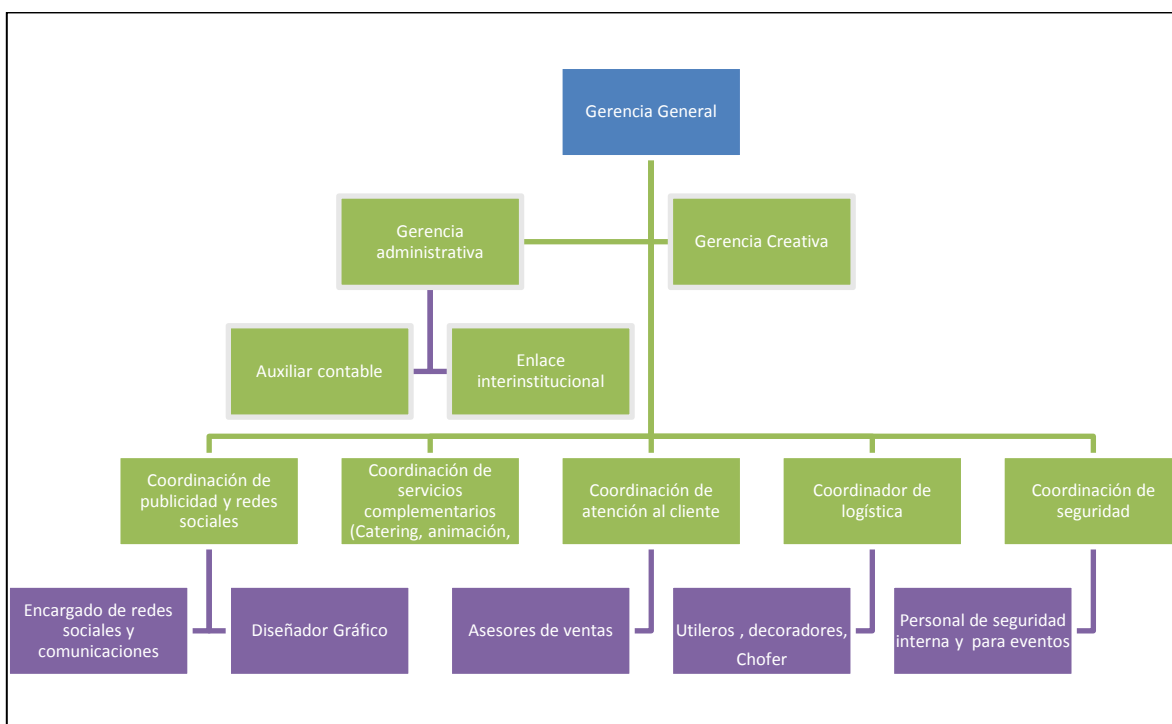 Gerencia General
Gerencia
administrativa
Gerencia Creativa
Auxiliar contable
Enlace
interinstitucional
Coordinación de
publicidad y redes
sociales
Coordinación de
servicios
complementarios
(Catering, animación,
Coordinación de
atención al cliente
Coordinador de
logística
Coordinación de
seguridad
Encargado de redes
sociales y
comunicaciones
Diseñador Gráfico
Asesores de ventas
Utileros , decoradores,
Chofer
Personal de seguridad
interna y  para eventos